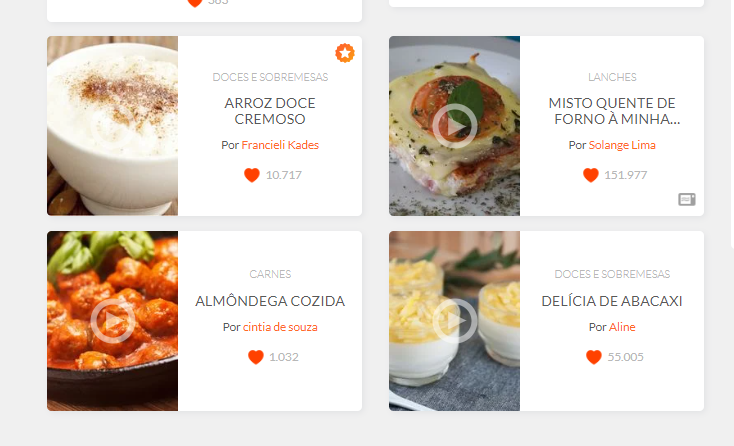 DOCES E SOBREMESAS
ARROZ DOCE
CREMOSO
Por Francieli Kades
10.717
LANCHES
MISTO QUENTE DE
FORNO À MINHA...
Por Solange Lima
151.977
CARNES
ALMÔNDEGA COZIDA
Por cintia de souza
1.032
DOCES E SOBREMESAS
DELÍCIA DE ABACAXI
Por Aline
55.005